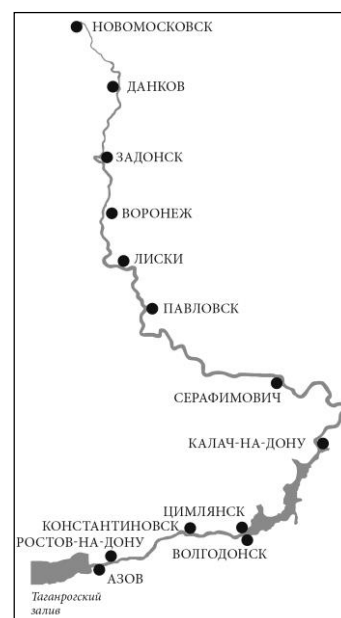 НОВОМОСКОВСК
ДАНКОВ
ЗАДОНСК
ВОРОНЕЖ
ЛИСКИ
ПАВЛОВСК
СЕРАФИМОВИЧ
КАЛАЧ-НА-ДОНУ
ЦИМЛЯНСК
КОНСТАНТИНОВСК
РОСТОВ-НА-ДОНУ
ВОЛГОДОНСК
АЗОВ
Таганрогский
залив